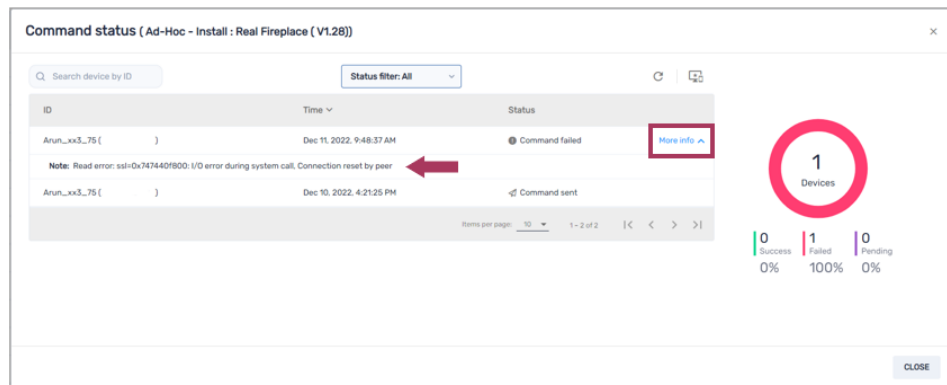 Command status ( Ad-Hoc - Install : Real Fireplace ( V1.28))
Search device by ID
Status filter: All
ID Time Status
Arun_xx3_75 ( ) Dec 11, 2022, 9:48:37 AM Command failed More info
Note: Read error: ssl=0x747440f800: I/O error during system call, Connection reset by peer
Arun_xx3_75 ( ) Dec 10, 2022, 4:21:25 PM Command sent
Items per page: 10 1 – 2 of 2
1
Devices
0 1 0
Success Failed Pending
0% 100% 0%
CLOSE